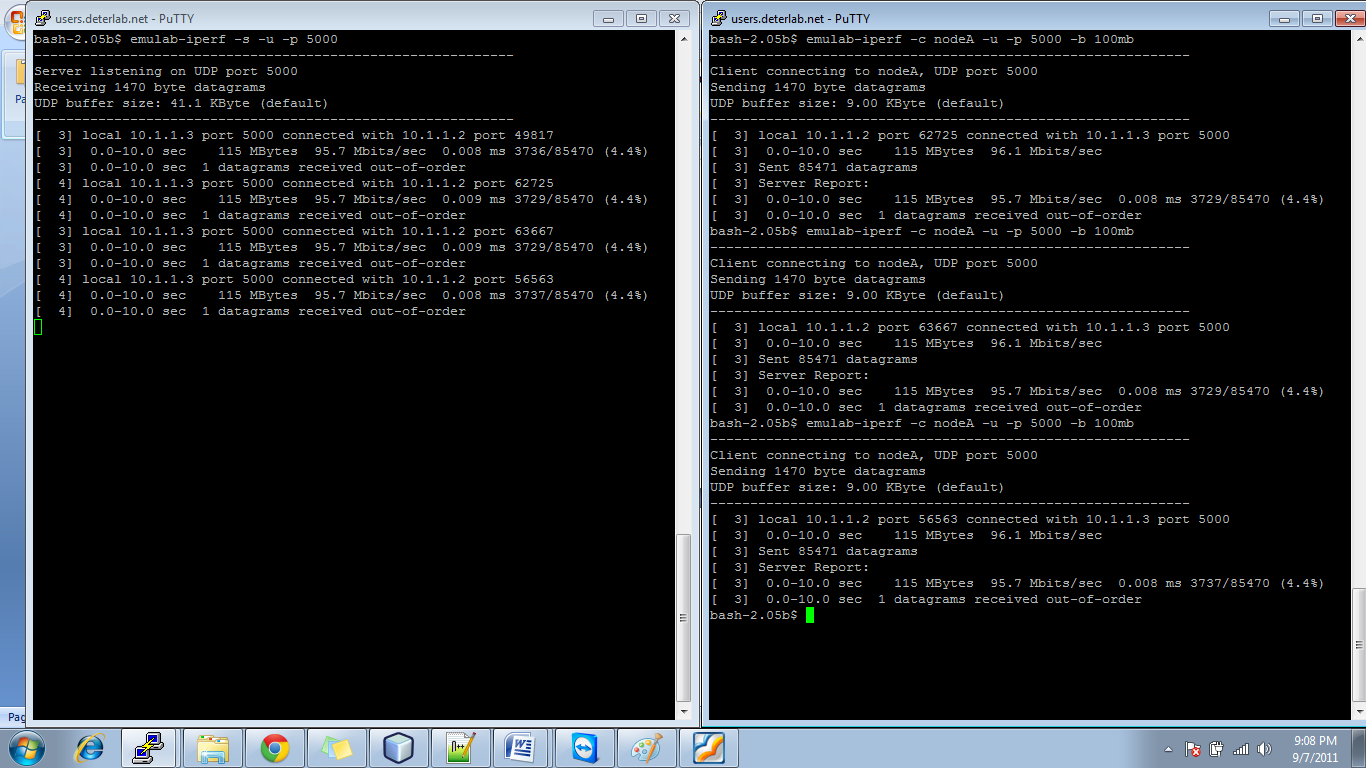 users.deterlab.net - PuTTY
bash-2.05b$ emulab-iperf -s -u -p 5000
------------------------------------------------------------
Server listening on UDP port 5000
Receiving 1470 byte datagrams
UDP buffer size: 41.1 KByte (default)
------------------------------------------------------------
[  3] local 10.1.1.3 port 5000 connected with 10.1.1.2 port 49817
[  3]  0.0-10.0 sec    115 MBytes  95.7 Mbits/sec  0.008 ms 3736/85470 (4.4%)
[  3]  0.0-10.0 sec  1 datagrams received out-of-order
[  4] local 10.1.1.3 port 5000 connected with 10.1.1.2 port 62725
[  4]  0.0-10.0 sec    115 MBytes  95.7 Mbits/sec  0.009 ms 3729/85470 (4.4%)
[  4]  0.0-10.0 sec  1 datagrams received out-of-order
[  3] local 10.1.1.3 port 5000 connected with 10.1.1.2 port 63667
[  3]  0.0-10.0 sec    115 MBytes  95.7 Mbits/sec  0.009 ms 3729/85470 (4.4%)
[  3]  0.0-10.0 sec  1 datagrams received out-of-order
[  4] local 10.1.1.3 port 5000 connected with 10.1.1.2 port 56563
[  4]  0.0-10.0 sec    115 MBytes  95.7 Mbits/sec  0.008 ms 3737/85470 (4.4%)
[  4]  0.0-10.0 sec  1 datagrams received out-of-order
users.deterlab.net - PuTTY
bash-2.05b$ emulab-iperf -c nodeA -u -p 5000 -b 100mb
------------------------------------------------------------
Client connecting to nodeA, UDP port 5000
Sending 1470 byte datagrams
UDP buffer size: 9.00 KByte (default)
------------------------------------------------------------
[  3] local 10.1.1.2 port 62725 connected with 10.1.1.3 port 5000
[  3]  0.0-10.0 sec    115 MBytes  96.1 Mbits/sec
[  3] Sent 85471 datagrams
[  3] Server Report:
[  3]  0.0-10.0 sec    115 MBytes  95.7 Mbits/sec  0.008 ms 3729/85470 (4.4%)
[  3]  0.0-10.0 sec  1 datagrams received out-of-order
bash-2.05b$ emulab-iperf -c nodeA -u -p 5000 -b 100mb
------------------------------------------------------------
Client connecting to nodeA, UDP port 5000
Sending 1470 byte datagrams
UDP buffer size: 9.00 KByte (default)
------------------------------------------------------------
[  3] local 10.1.1.2 port 63667 connected with 10.1.1.3 port 5000
[  3]  0.0-10.0 sec    115 MBytes  96.1 Mbits/sec
[  3] Sent 85471 datagrams
[  3] Server Report:
[  3]  0.0-10.0 sec    115 MBytes  95.7 Mbits/sec  0.008 ms 3729/85470 (4.4%)
[  3]  0.0-10.0 sec  1 datagrams received out-of-order
bash-2.05b$ emulab-iperf -c nodeA -u -p 5000 -b 100mb
------------------------------------------------------------
Client connecting to nodeA, UDP port 5000
Sending 1470 byte datagrams
UDP buffer size: 9.00 KByte (default)
------------------------------------------------------------
[  3] local 10.1.1.2 port 56563 connected with 10.1.1.3 port 5000
[  3]  0.0-10.0 sec    115 MBytes  96.1 Mbits/sec
[  3] Sent 85471 datagrams
[  3] Server Report:
[  3]  0.0-10.0 sec    115 MBytes  95.7 Mbits/sec  0.008 ms 3737/85470 (4.4%)
[  3]  0.0-10.0 sec  1 datagrams received out-of-order
bash-2.05b$
Pa
Pag
9:08 PM
9/7/2011